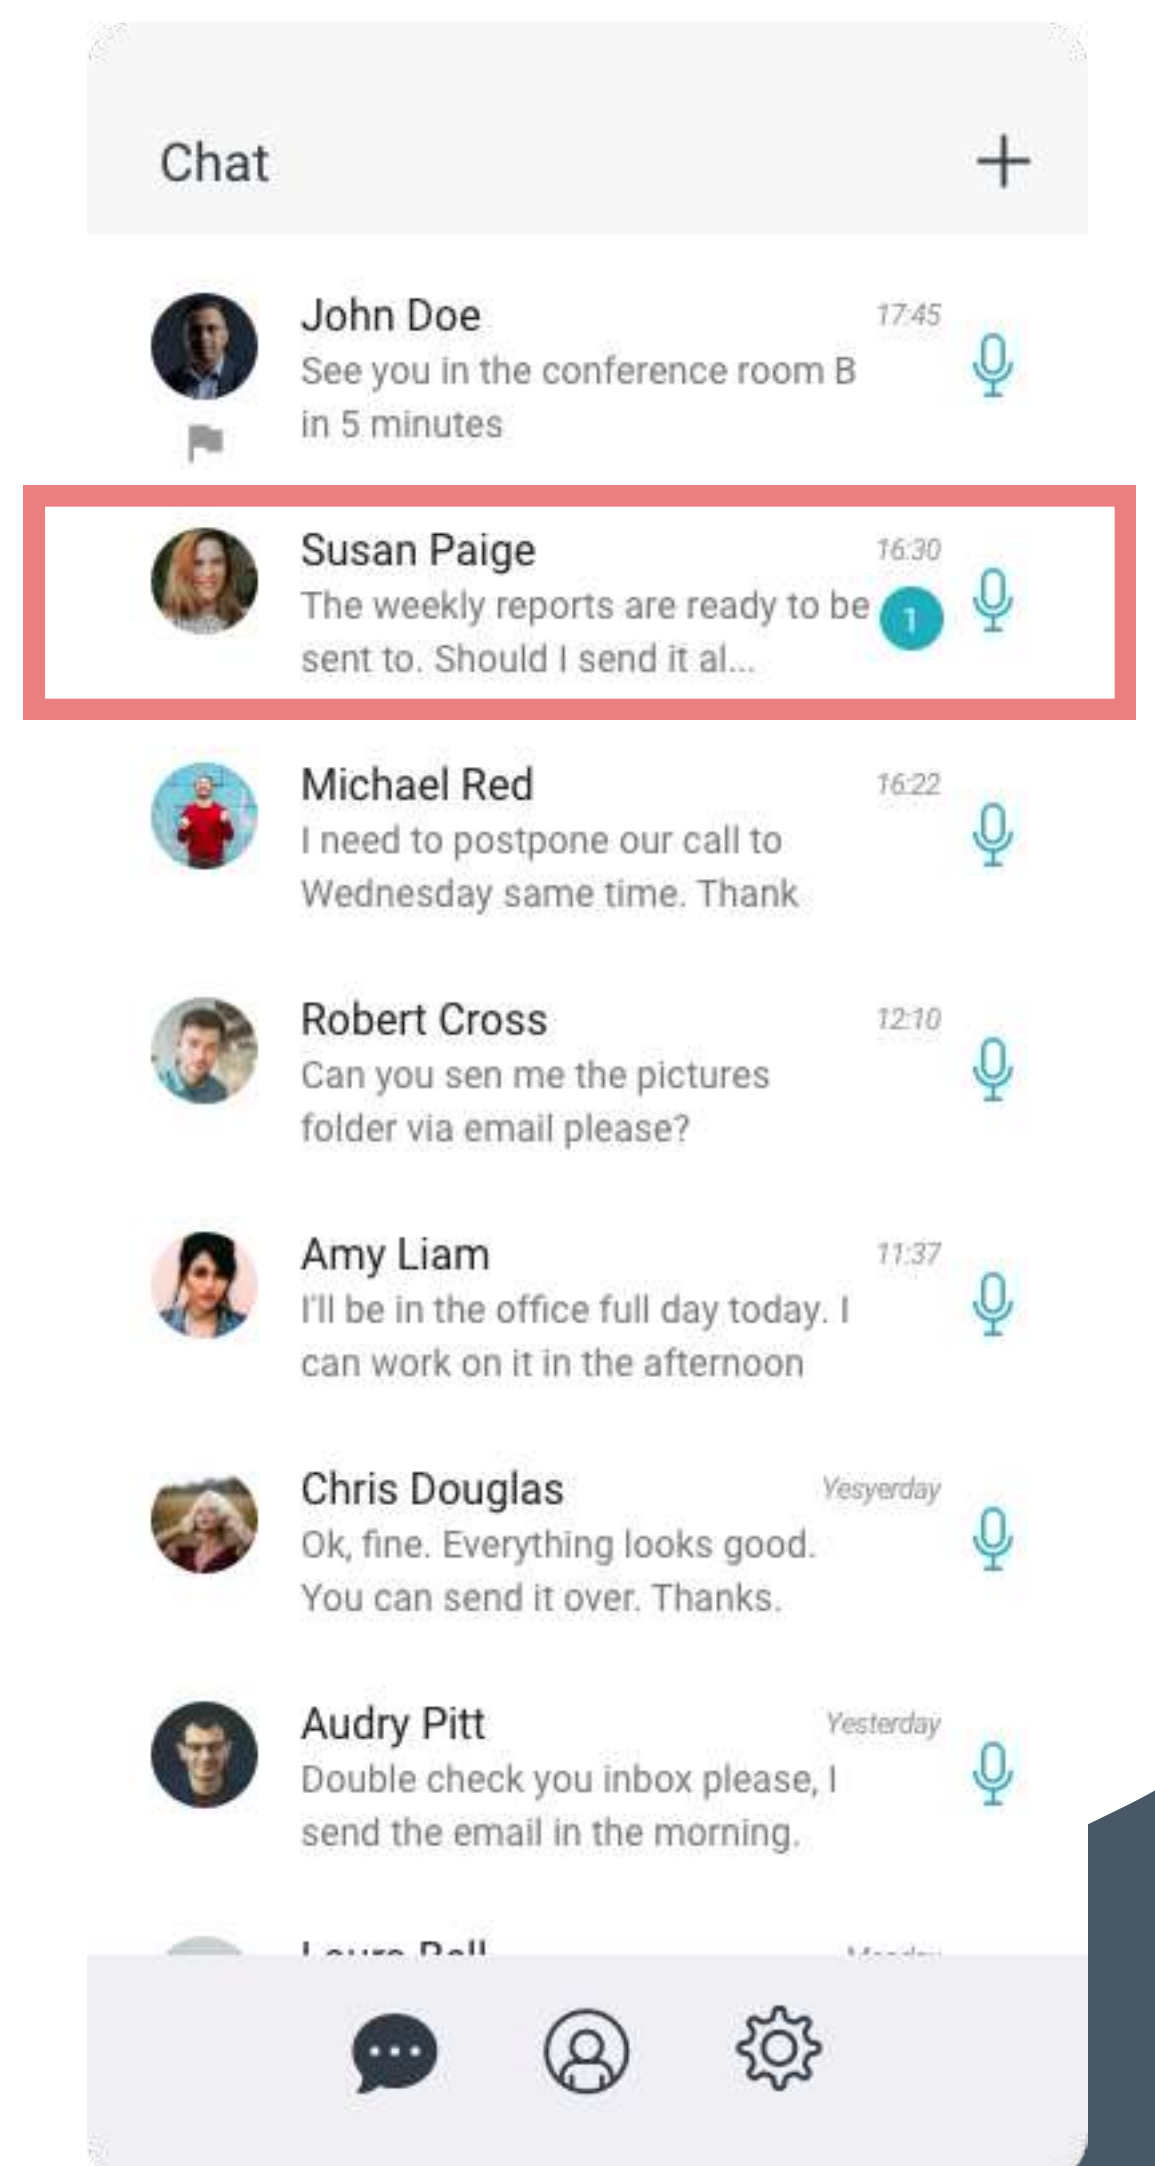 Chat
John Doe
17:45
See you in the conference room B
in 5 minutes
Susan Paige
16:30
The weekly reports are ready to be
1
sent to. Should I send it al...
Michael Red
16:22
I need to postpone our call to
Wednesday same time. Thank
Robert Cross
12:10
Can you sen me the pictures
folder via email please?
Amy Liam
11:37
I'll be in the office full day today. I
can work on it in the afternoon
Chris Douglas
Yesyerday
Ok, fine. Everything looks good.
You can send it over. Thanks.
Audry Pitt
Yesterday
Double check you inbox please, I
send the email in the morning.